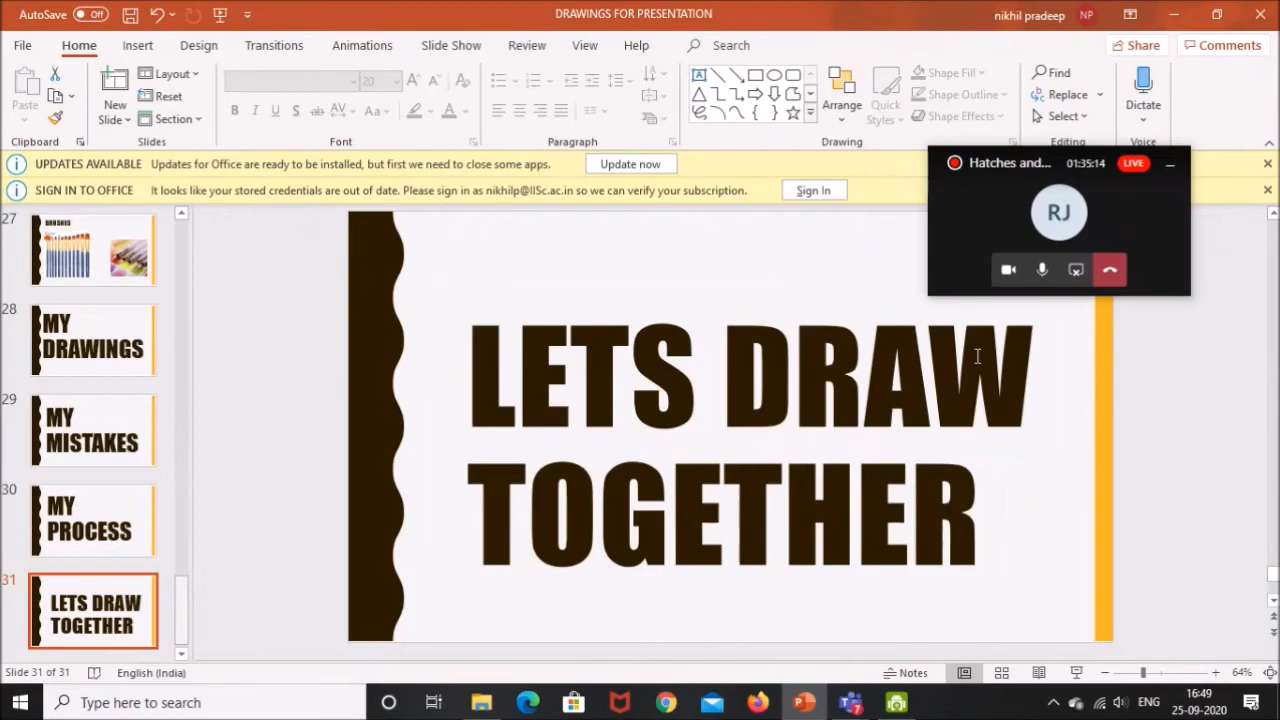 AutoSave Off
DRAWINGS FOR PRESENTATION
nikhil pradeep NP
File Home Insert Design Transitions Animations Slide Show Review View Help Search Share Comments
Paste
New Slide
Layout
Reset
Section
20
B I U S ab AV Aa A
Arrange
Quick Styles
Shape Fill
Shape Outline
Shape Effects
Find
Replace
Select
Dictate
Clipboard Slides Font Paragraph Drawing Editing Voice
UPDATES AVAILABLE Updates for Office are ready to be installed, but first we need to close some apps. Update now
SIGN IN TO OFFICE It looks like your stored credentials are out of date. Please sign in as nikhilp@IISc.ac.in so we can verify your subscription. Sign In
Hatches and... 01:35:14 LIVE
RJ
27
BRUSHES
28
MY
DRAWINGS
29
MY
MISTAKES
30
MY
PROCESS
31
LETS DRAW
TOGETHER
LETS DRAW
TOGETHER
Slide 31 of 31 English (India) Notes 64%
Type here to search
7
ENG
16:49
25-09-2020
2